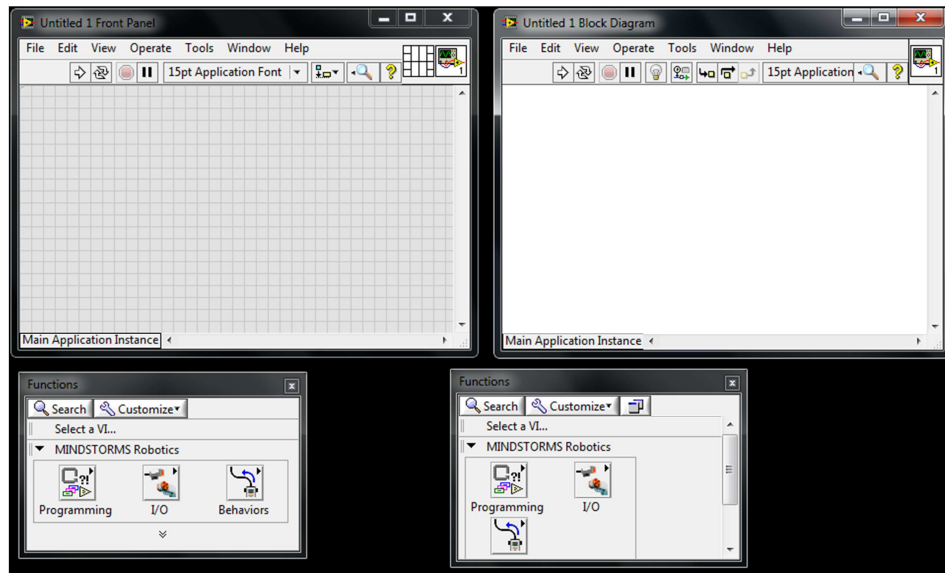 Untitled 1 Front Panel
File Edit View Operate Tools Window Help
15pt Application Font
1
Main Application Instance
Untitled 1 Block Diagram
File Edit View Operate Tools Window Help
15pt Application
1
Main Application Instance
Functions
Search Customize
Select a VI...
MINDSTORMS Robotics
Programming I/O Behaviors
Functions
Search Customize
Select a VI...
MINDSTORMS Robotics
Programming I/O